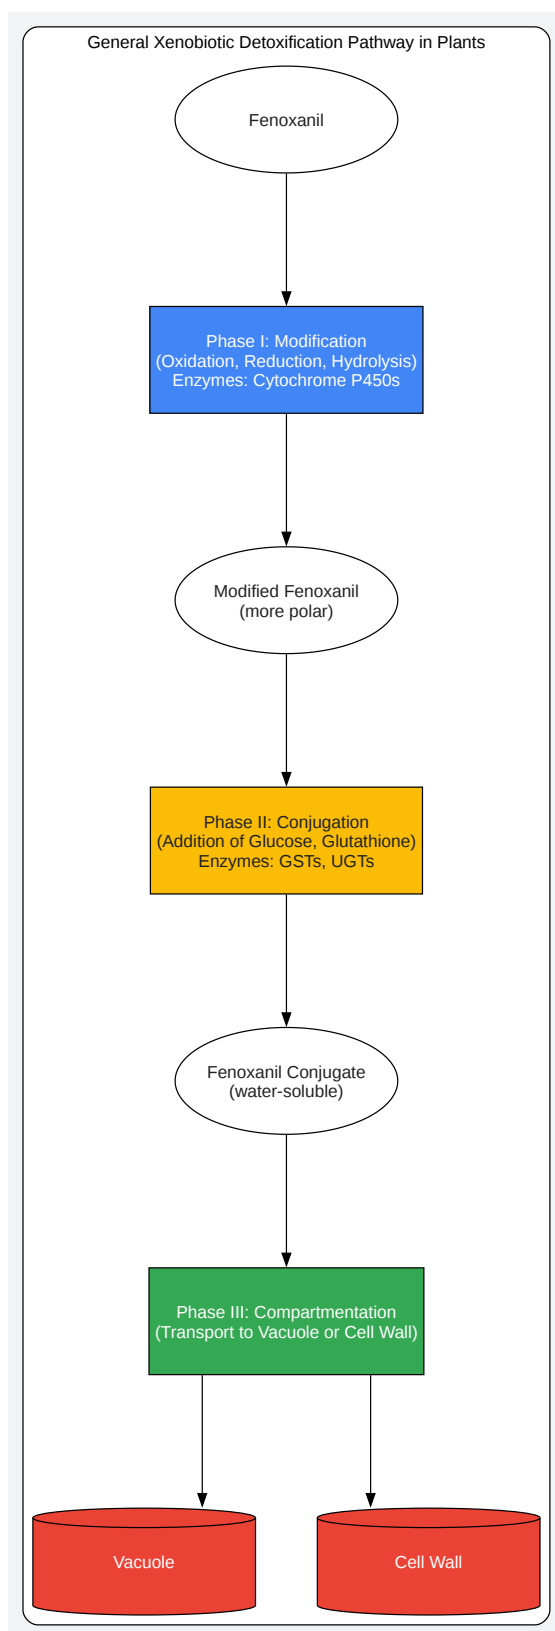 General Xenobiotic Detoxification Pathway in Plants
Fenoxanil
Phase I: Modification
(Oxidation, Reduction, Hydrolysis)
Enzymes: Cytochrome P450s
Modified Fenoxanil
(more polar)
Phase II: Conjugation
(Addition of Glucose, Glutathione)
Enzymes: GSTs, UGTs
Fenoxanil Conjugate
(water-soluble)
Phase III: Compartmentation
(Transport to Vacuole or Cell Wall)
Vacuole
Cell Wall